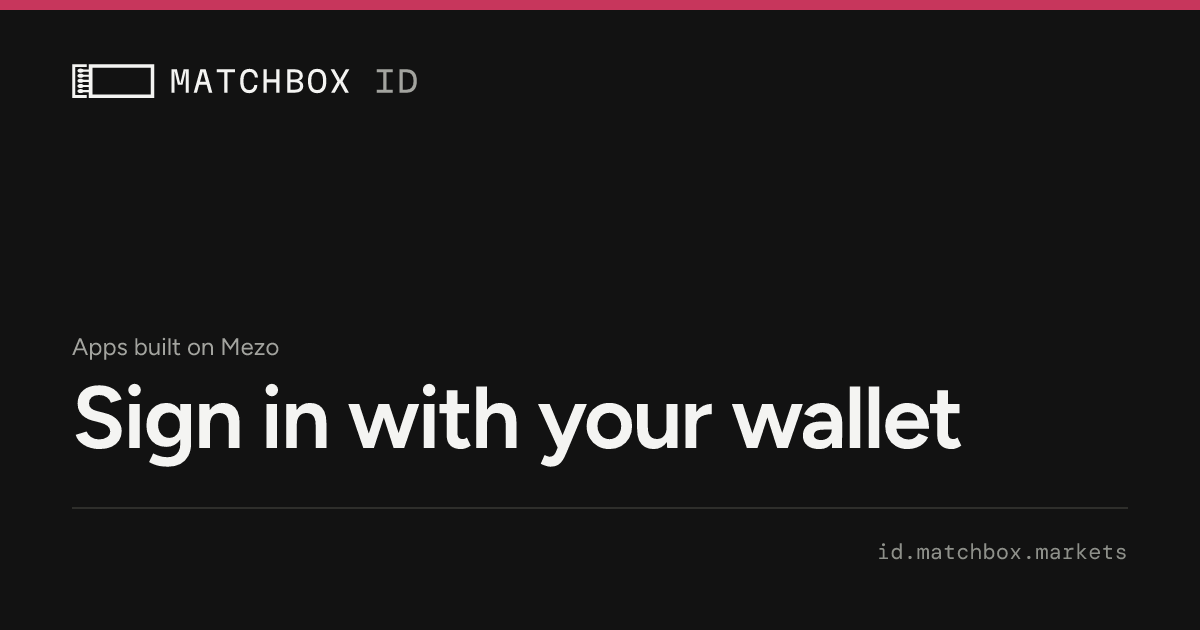 MATCHBOX ID
Apps built on Mezo
Sign in with your wallet
id.matchbox.markets